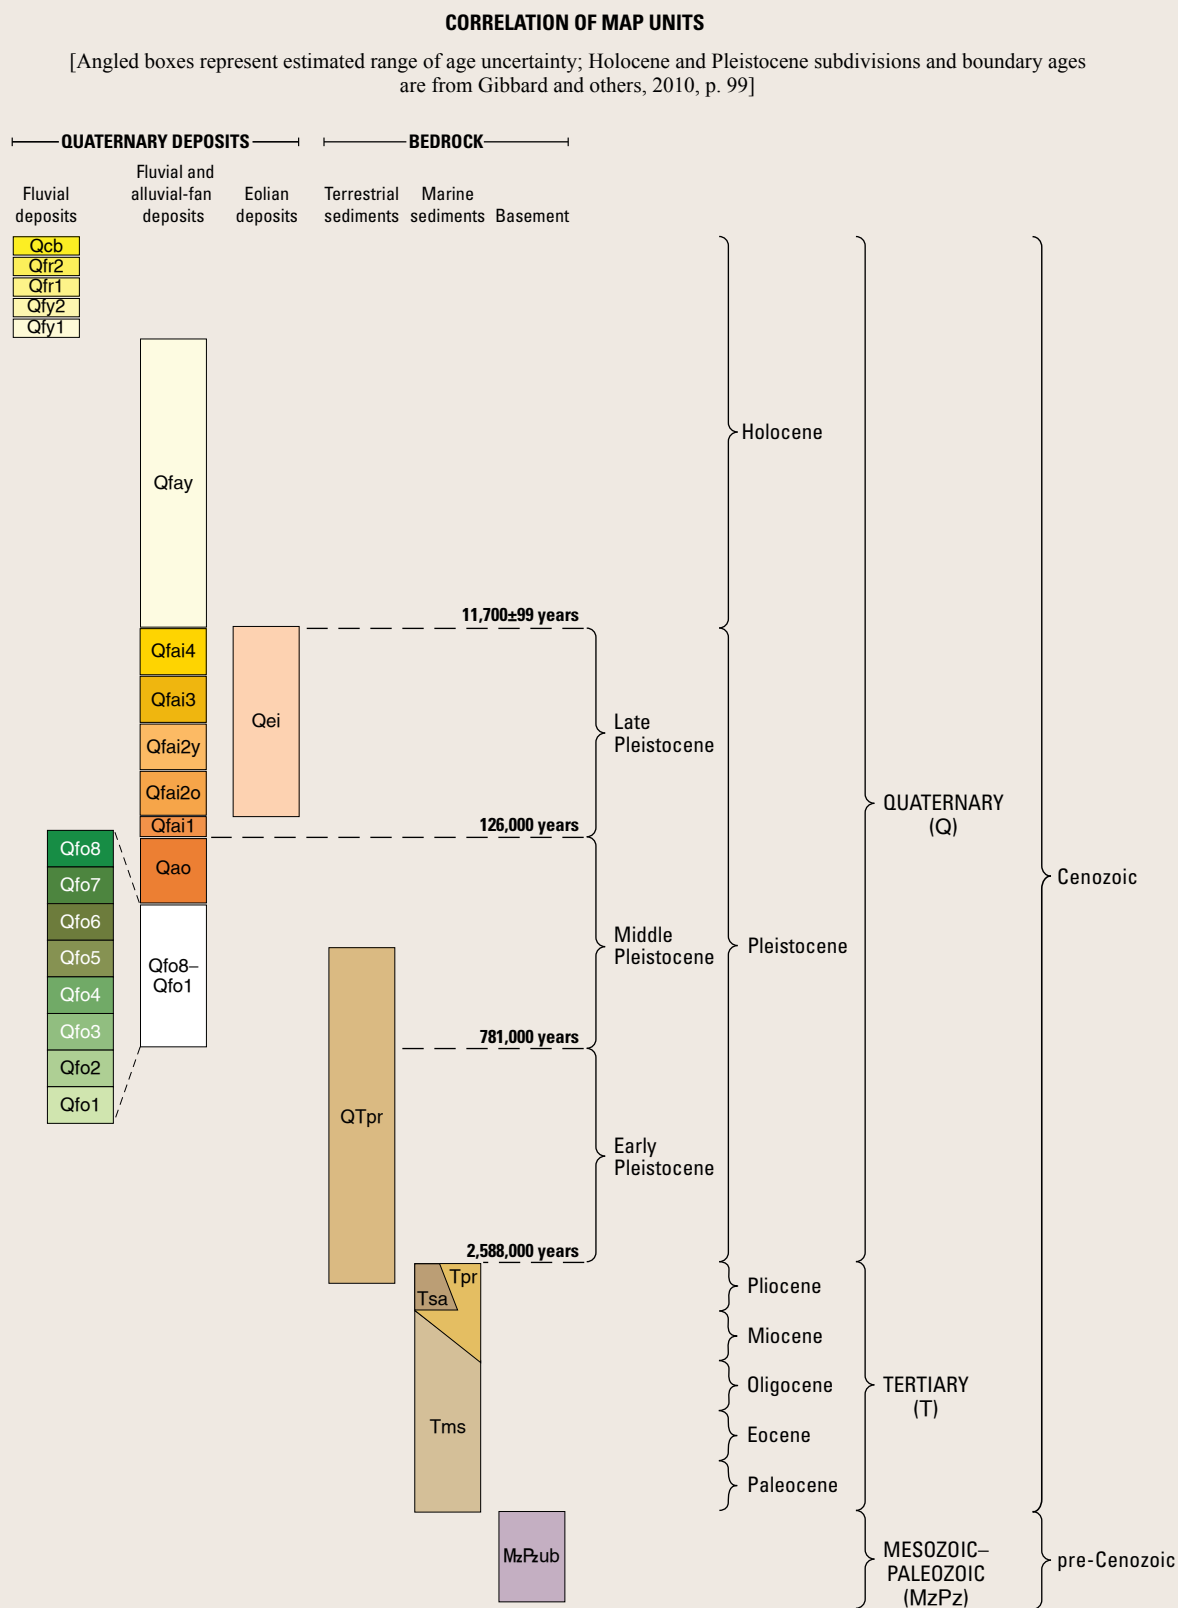 CORRELATION OF MAP UNITS
[Angled boxes represent estimated range of age uncertainty; Holocene and Pleistocene subdivisions and boundary ages
are from Gibbard and others, 2010, p. 99]
QUATERNARY DEPOSITS
BEDROCK
Fluvial
deposits
Fluvial and
alluvial-fan
deposits
Eolian
deposits
Terrestrial
sediments
Marine
sediments
Basement
Qcb
Qfr2
Qfr1
Qfy2
Qfy1
Qfay
Holocene
11,700±99 years
Qfai4
Qfai3
Qfai2y
Qfai2o
Qfai1
Qei
Late
Pleistocene
QUATERNARY
(Q)
126,000 years
Qfo8
Qfo7
Qfo6
Qfo5
Qfo4
Qfo3
Qfo2
Qfo1
Qao
Qfo8–
Qfo1
Cenozoic
Middle
Pleistocene
Pleistocene
781,000 years
QTpr
Early
Pleistocene
2,588,000 years
Tpr
Tsa
Tms
Pliocene
Miocene
Oligocene
Eocene
Paleocene
TERTIARY
(T)
MzPzub
MESOZOIC–
PALEOZOIC
(MzPz)
pre-Cenozoic